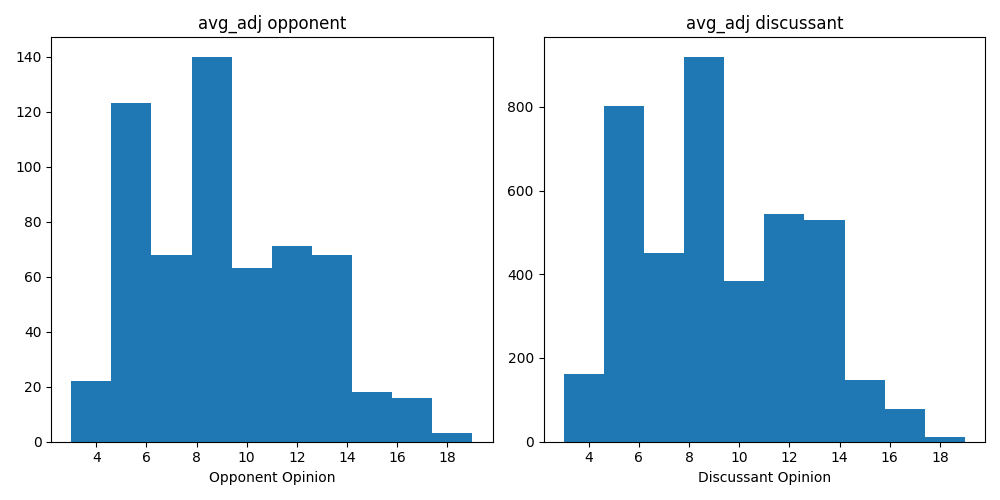 avg_adj opponent
140
120
100
80
60
40
20
0
4 6 8 10 12 14 16 18
Opponent Opinion
avg_adj discussant
800
600
400
200
0
4 6 8 10 12 14 16 18
Discussant Opinion